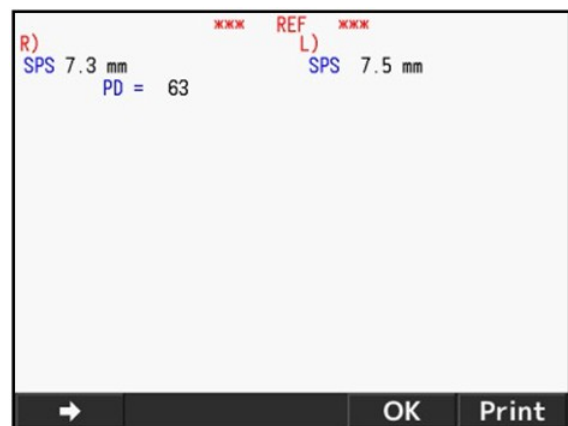 *** REF ***
R) L)
SPS 7.3 mm SPS 7.5 mm
PD = 63
➡ OK Print